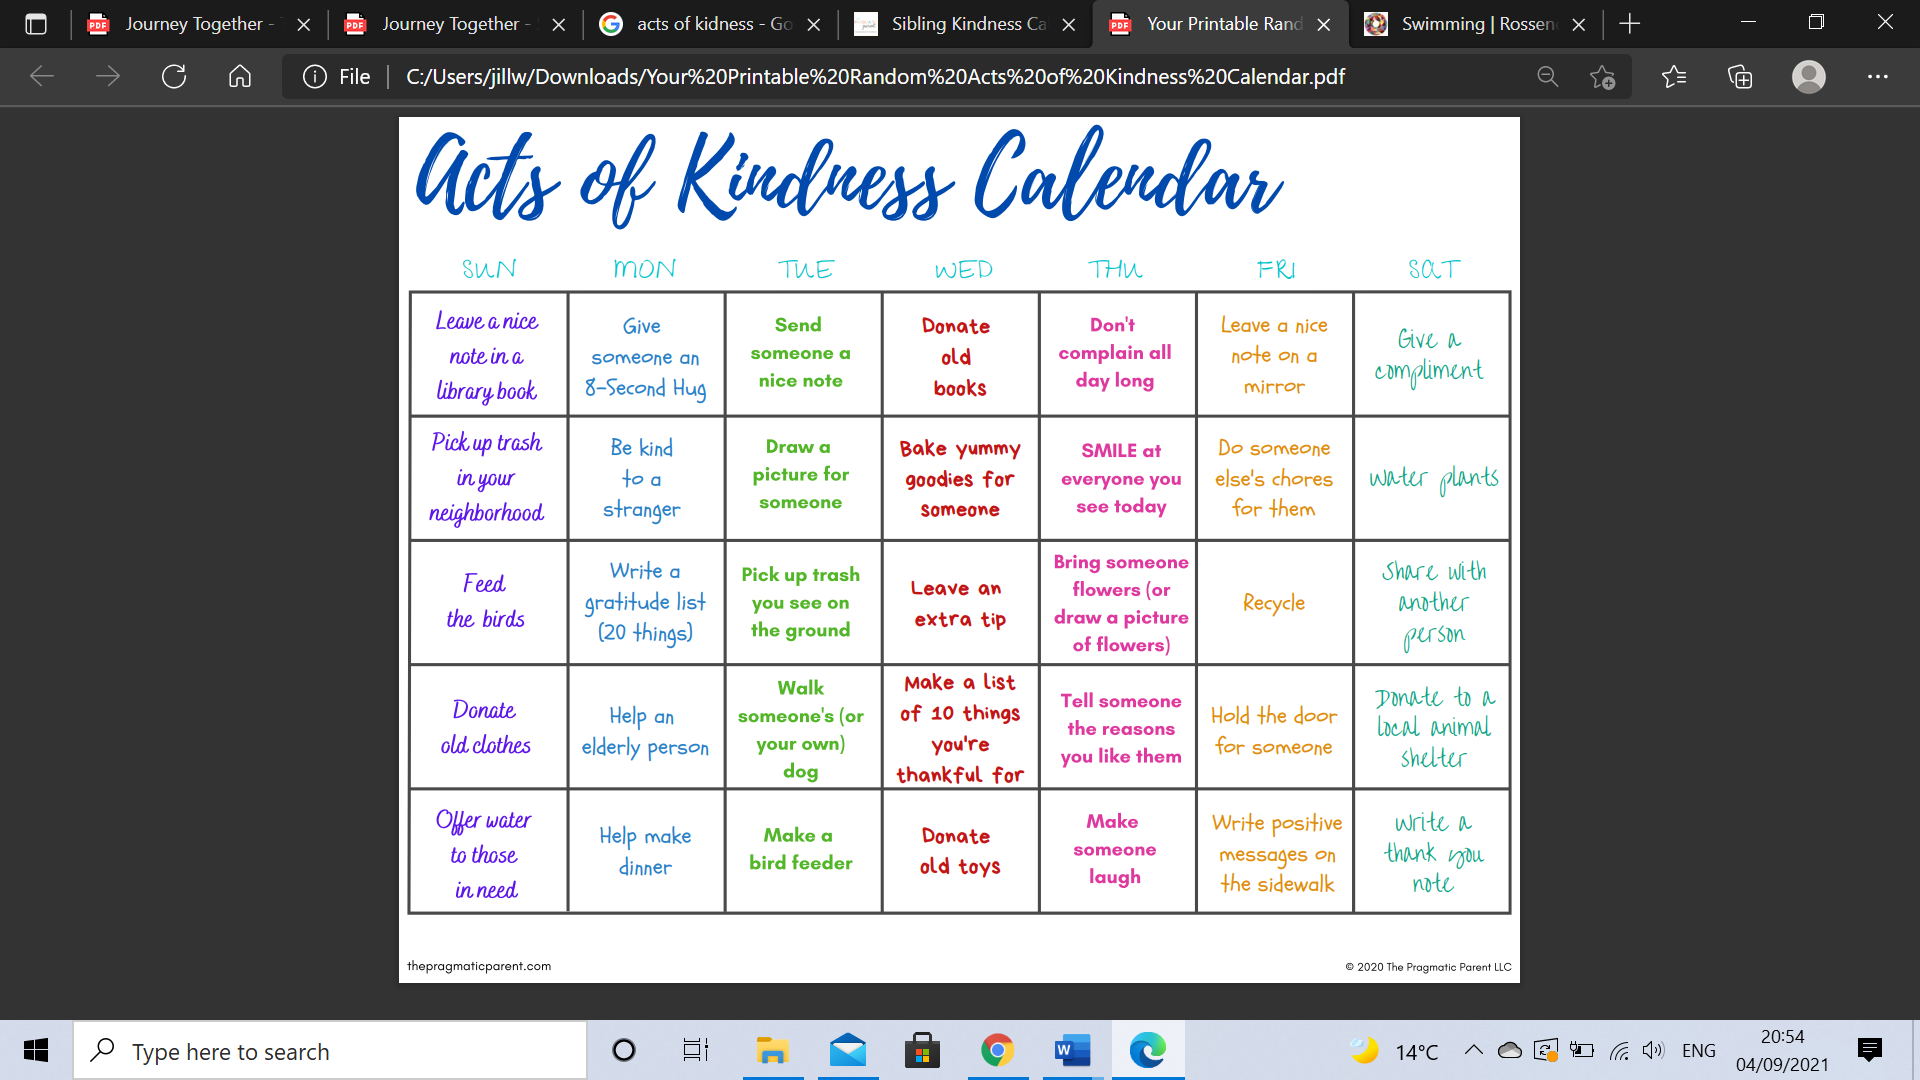 Journey Together -
Journey Together -
acts of kidness - Go
Sibling Kindness Ca
Your Printable Rand
Swimming | Rossen
File
C:/Users/jillw/Downloads/Your%20Printable%20Random%20Acts%20of%20Kindness%20Calendar.pdf
Acts of Kindness Calendar
SUN MON TUE WED THU FRI SAT
Leave a nice
note in a
library book
Give
someone an
8-Second Hug
Send
someone a
nice note
Donate
old
books
Don't
complain all
day long
Leave a nice
note on a
mirror
Give a
compliment
Pick up trash
in your
neighborhood
Be kind
to a
stranger
Draw a
picture for
someone
Bake yummy
goodies for
someone
SMILE at
everyone you
see today
Do someone
else's chores
for them
Water plants
Feed
the birds
Write a
gratitude list
(20 things)
Pick up trash
you see on
the ground
Leave an
extra tip
Bring someone
flowers (or
draw a picture
of flowers)
Recycle
Share with
another
person
Donate
old clothes
Help an
elderly person
Walk
someone's (or
your own)
dog
Make a list
of 10 things
you're
thankful for
Tell someone
the reasons
you like them
Hold the door
for someone
Donate to a
local animal
shelter
Offer water
to those
in need
Help make
dinner
Make a
bird feeder
Donate
old toys
Make
someone
laugh
Write positive
messages on
the sidewalk
Write a
thank you
note
thepragmaticparent.com
© 2020 The Pragmatic Parent LLC
Type here to search
14°C
ENG
20:54
04/09/2021